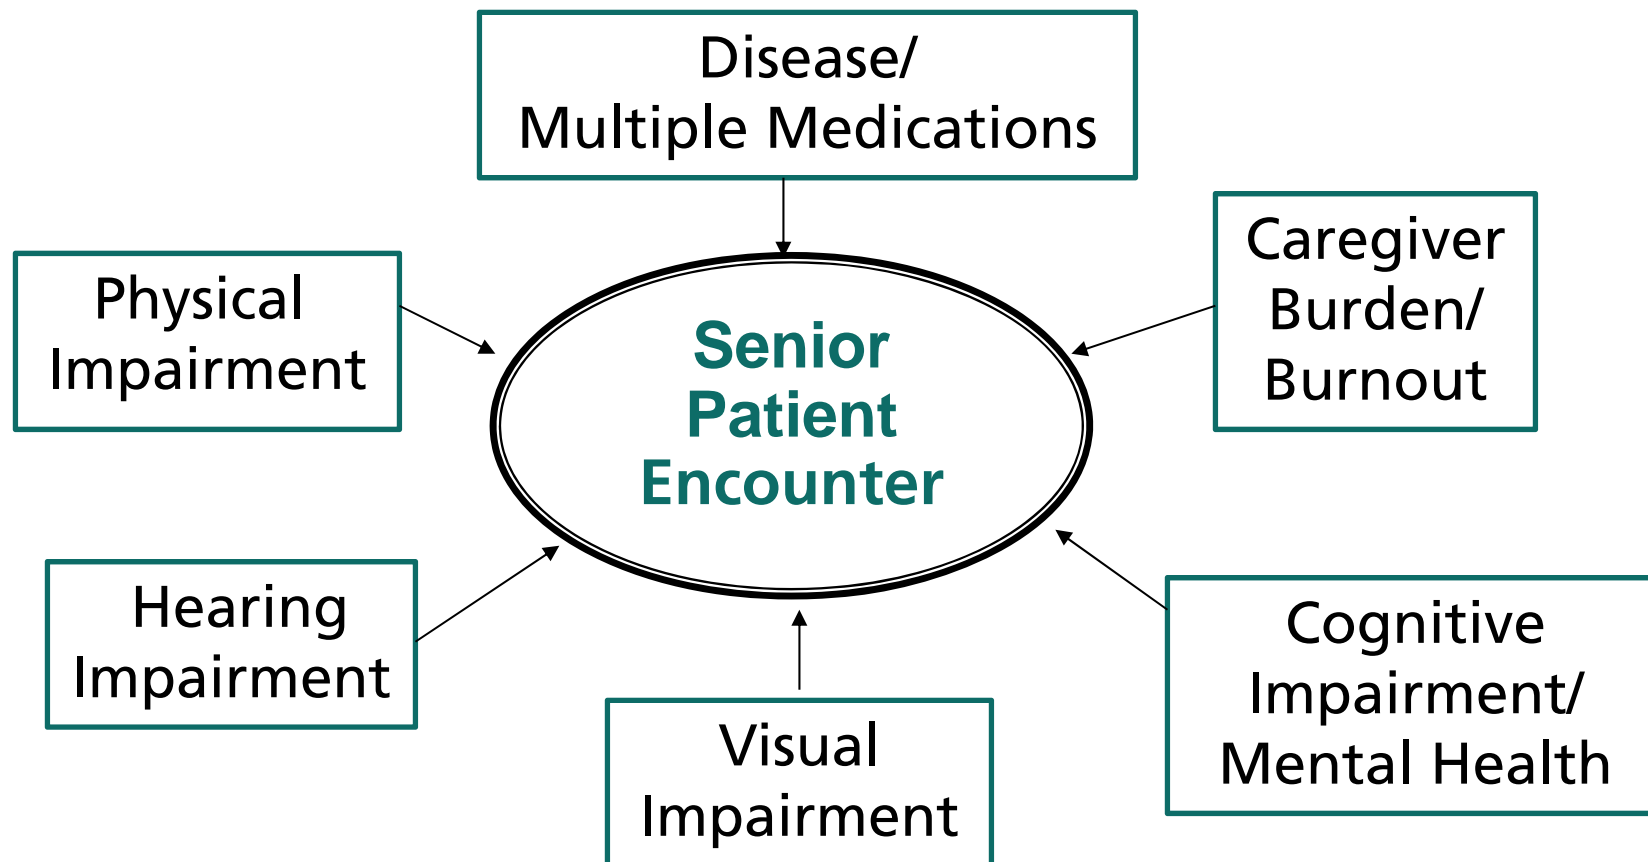 Disease/
Multiple Medications
Caregiver
Burden/
Burnout
Physical
Impairment
Senior
Patient
Encounter
Hearing
Impairment
Cognitive
Impairment/
Mental Health
Visual
Impairment